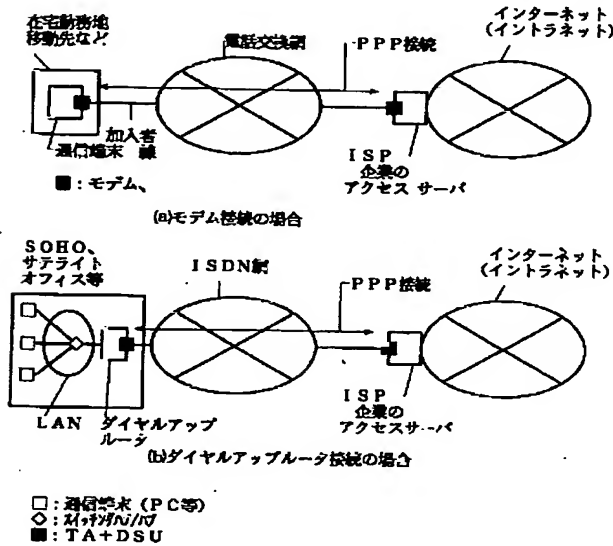 在宅勤務地
移動先など
電話交換網
PPP接続
インターネット
(イントラネット)
加入者
線
通信端末
ISP
企業の
アクセス サーバ
■:モデム、
(a)モデム接続の場合
SOHO、
サテライト
オフィス等
ISDN網
PPP接続
インターネット
(イントラネット)
LAN
ダイヤルアップ
ルータ
ISP
企業の
アクセスサーバ
(b)ダイヤルアップルータ接続の場合
□:通信端末(PC等)
◇:スイッチングハブ/ハブ
■:TA+DSU